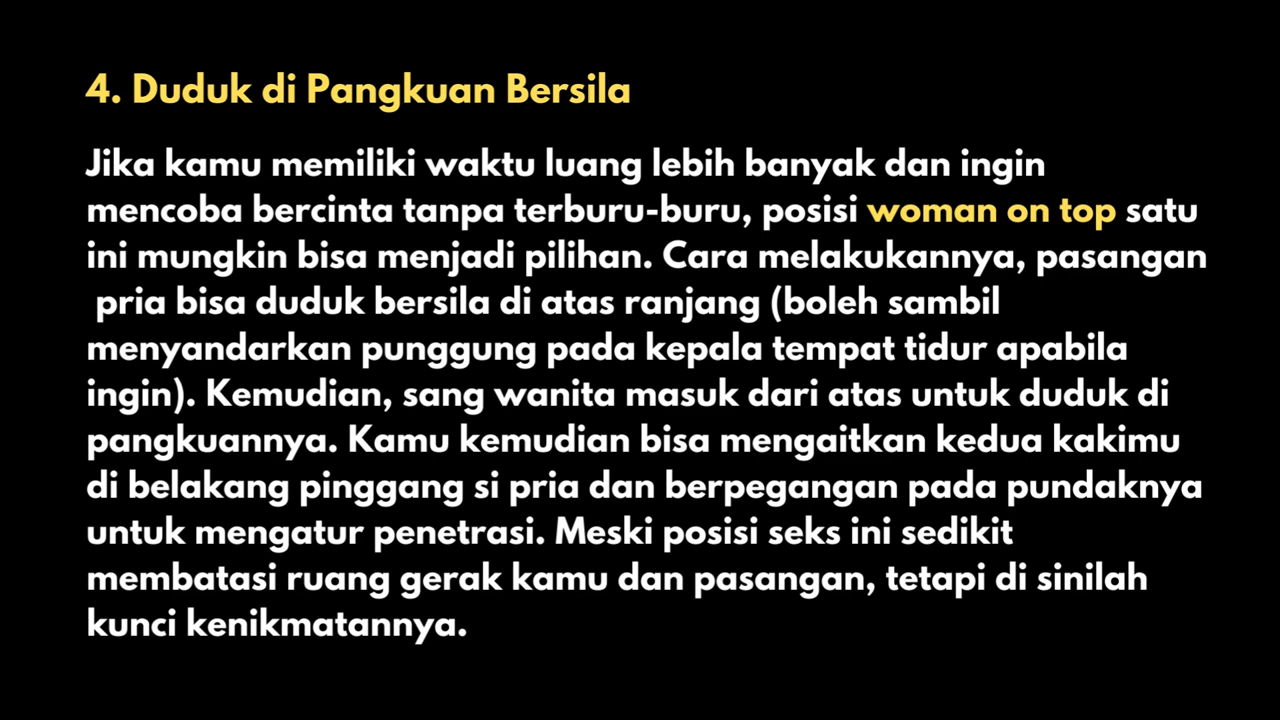 4. Duduk di Pangkuan Bersila
Jika kamu memiliki waktu luang lebih banyak dan ingin
mencoba bercinta tanpa terburu-buru, posisi woman on top satu
ini mungkin bisa menjadi pilihan. Cara melakukannya, pasangan
pria bisa duduk bersila di atas ranjang (boleh sambil
menyandarkan punggung pada kepala tempat tidur apabila
ingin). Kemudian, sang wanita masuk dari atas untuk duduk di
pangkuannya. Kamu kemudian bisa mengaitkan kedua kakimu
di belakang pinggang si pria dan berpegangan pada pundaknya
untuk mengatur penetrasi. Meski posisi seks ini sedikit
membatasi ruang gerak kamu dan pasangan, tetapi di sinilah
kunci kenikmatannya.